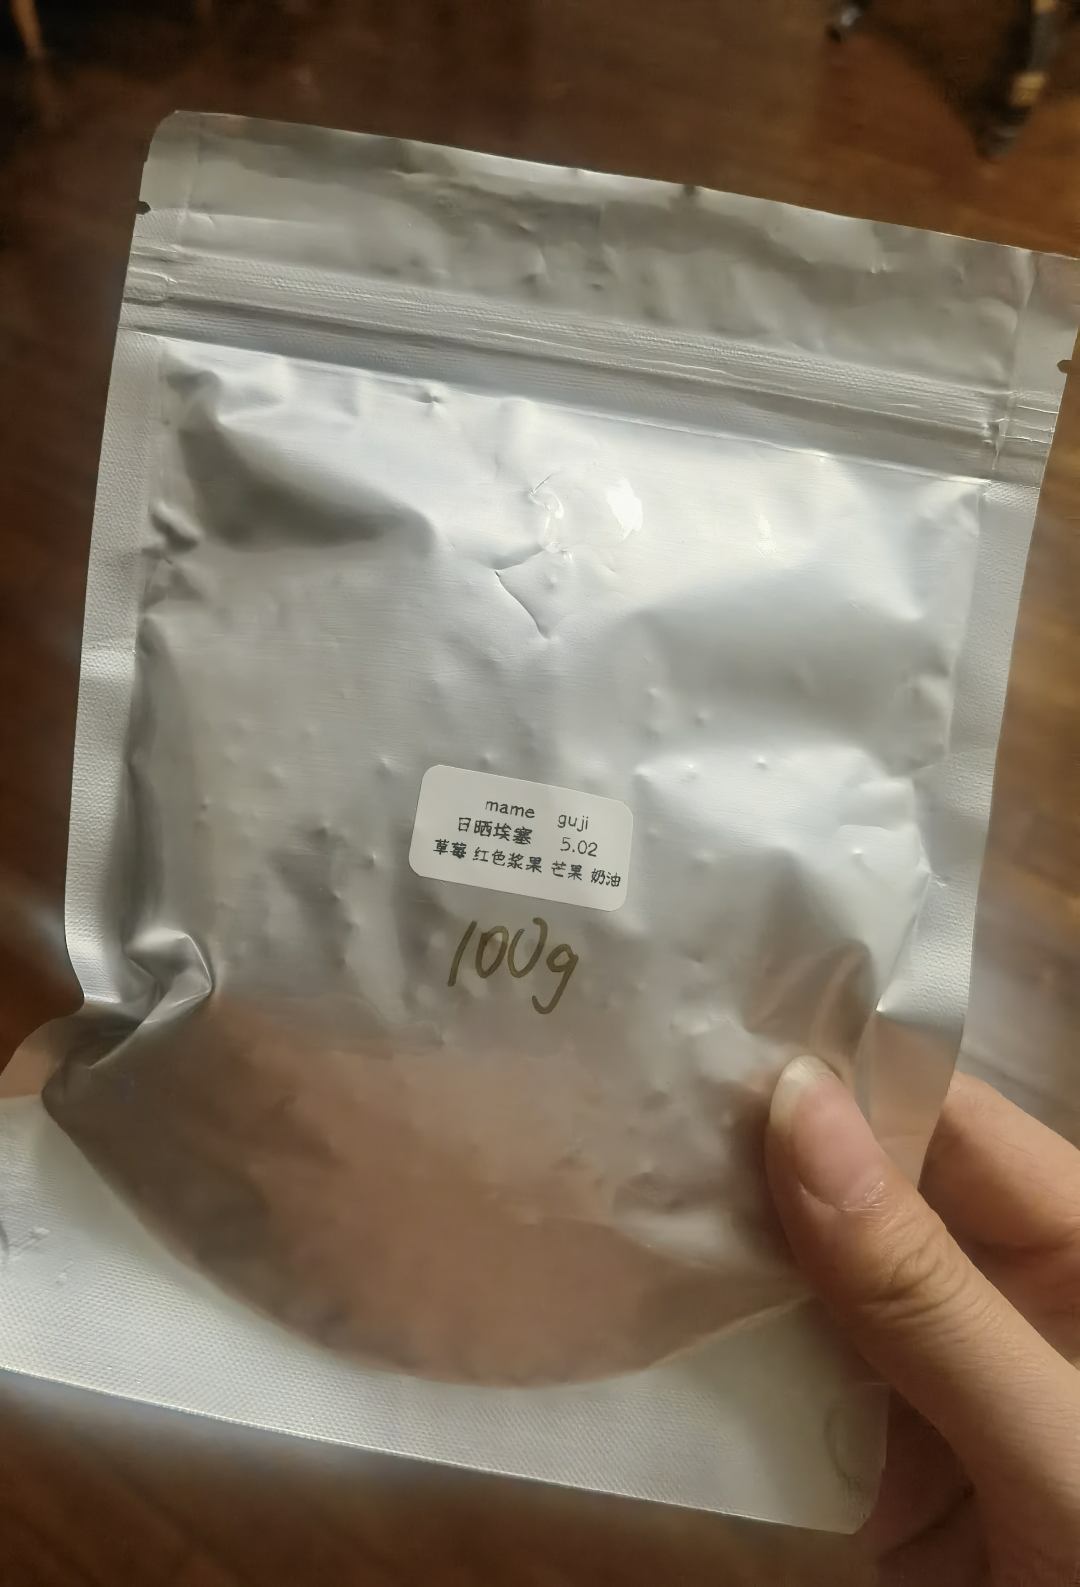 mame guji
日晒埃塞 5.02
草莓 红色浆果 芒果 奶油
100g